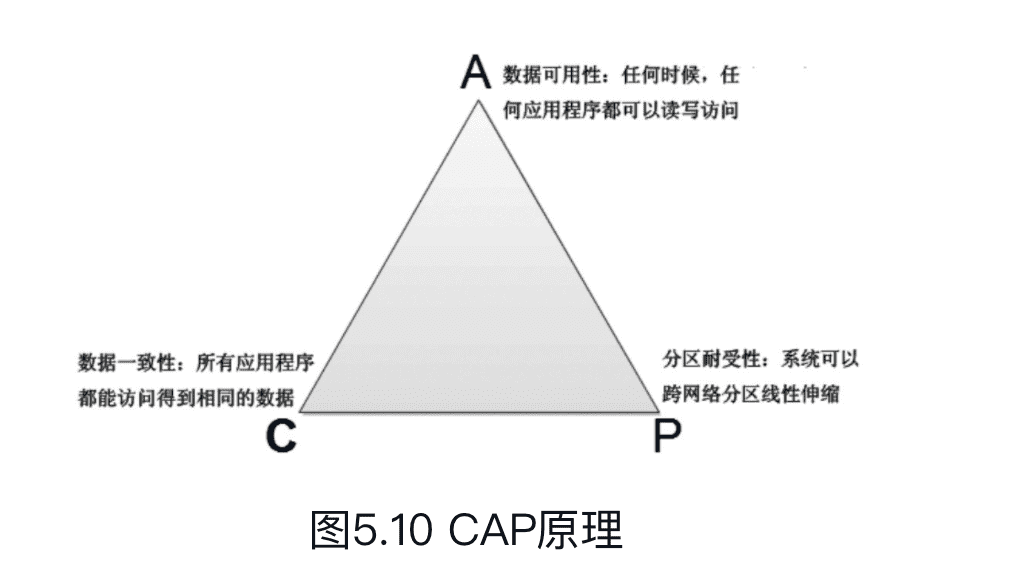 A
数据可用性：任何时候，任
何应用程序都可以读写访问
数据一致性：所有应用程序
都能访问得到相同的数据
C
分区耐受性：系统可以
跨网络分区线性伸缩
P
图5.10 CAP原理